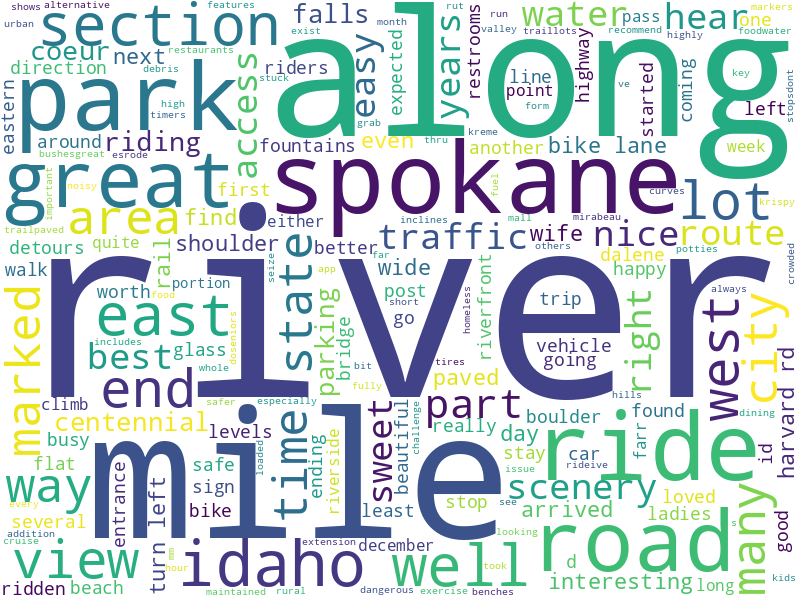 shows alternative features
urban restaurants
section
falls
water pass hear one
month rut
exist
run valley
traillots
recommend
markers
highly
foodwater
coeur next
direction
riders
easy
expected
years
restrooms
line
point
highway
started
coming
key
left
stopsdont
along
park
eastern
debris
high
timers
stuck
grab
around riding
bushesgreat
esrode
access
fountains
even
thru
kreme
form
ve
another bike lane
week
great
spokane
lot
noisy
important
trailpaved
area find
first
either
inclines
mall
fuel
mirabeau
curves
krispy
route
traffic
wife nice
others
potties
dalene
happy
crowded
detours quite
rail
shoulder
better
walk
worth
portion
seize
state
far
wide
app
post
short
go
homeless
riverfront
trip
always
river
marked
east
includes
food
doseniors
parking
bridge
bit
tires
vehicle
going
right
hills
west
city
best glass
whole
fully
paved
dining
climb
end
safer
especially
challenge
part
boulder found
centennial
levels
time
sweet
beautiful
really
day
farr
ride
id
harvard rd
busy
loaded
ending
riverside
stay
issue
car
rideive
flat
safe
sign
stop
see
scenery
loved
ladies
many
good
way
entrance
mile
bike
least
looking
arrived
s
several
every
addition
cruise
turn left
extension
december
took
d
interesting long
road
view
mm
hour
idaho
well
kids
ridden beach
maintained
rural
dangerous
exercise
benches